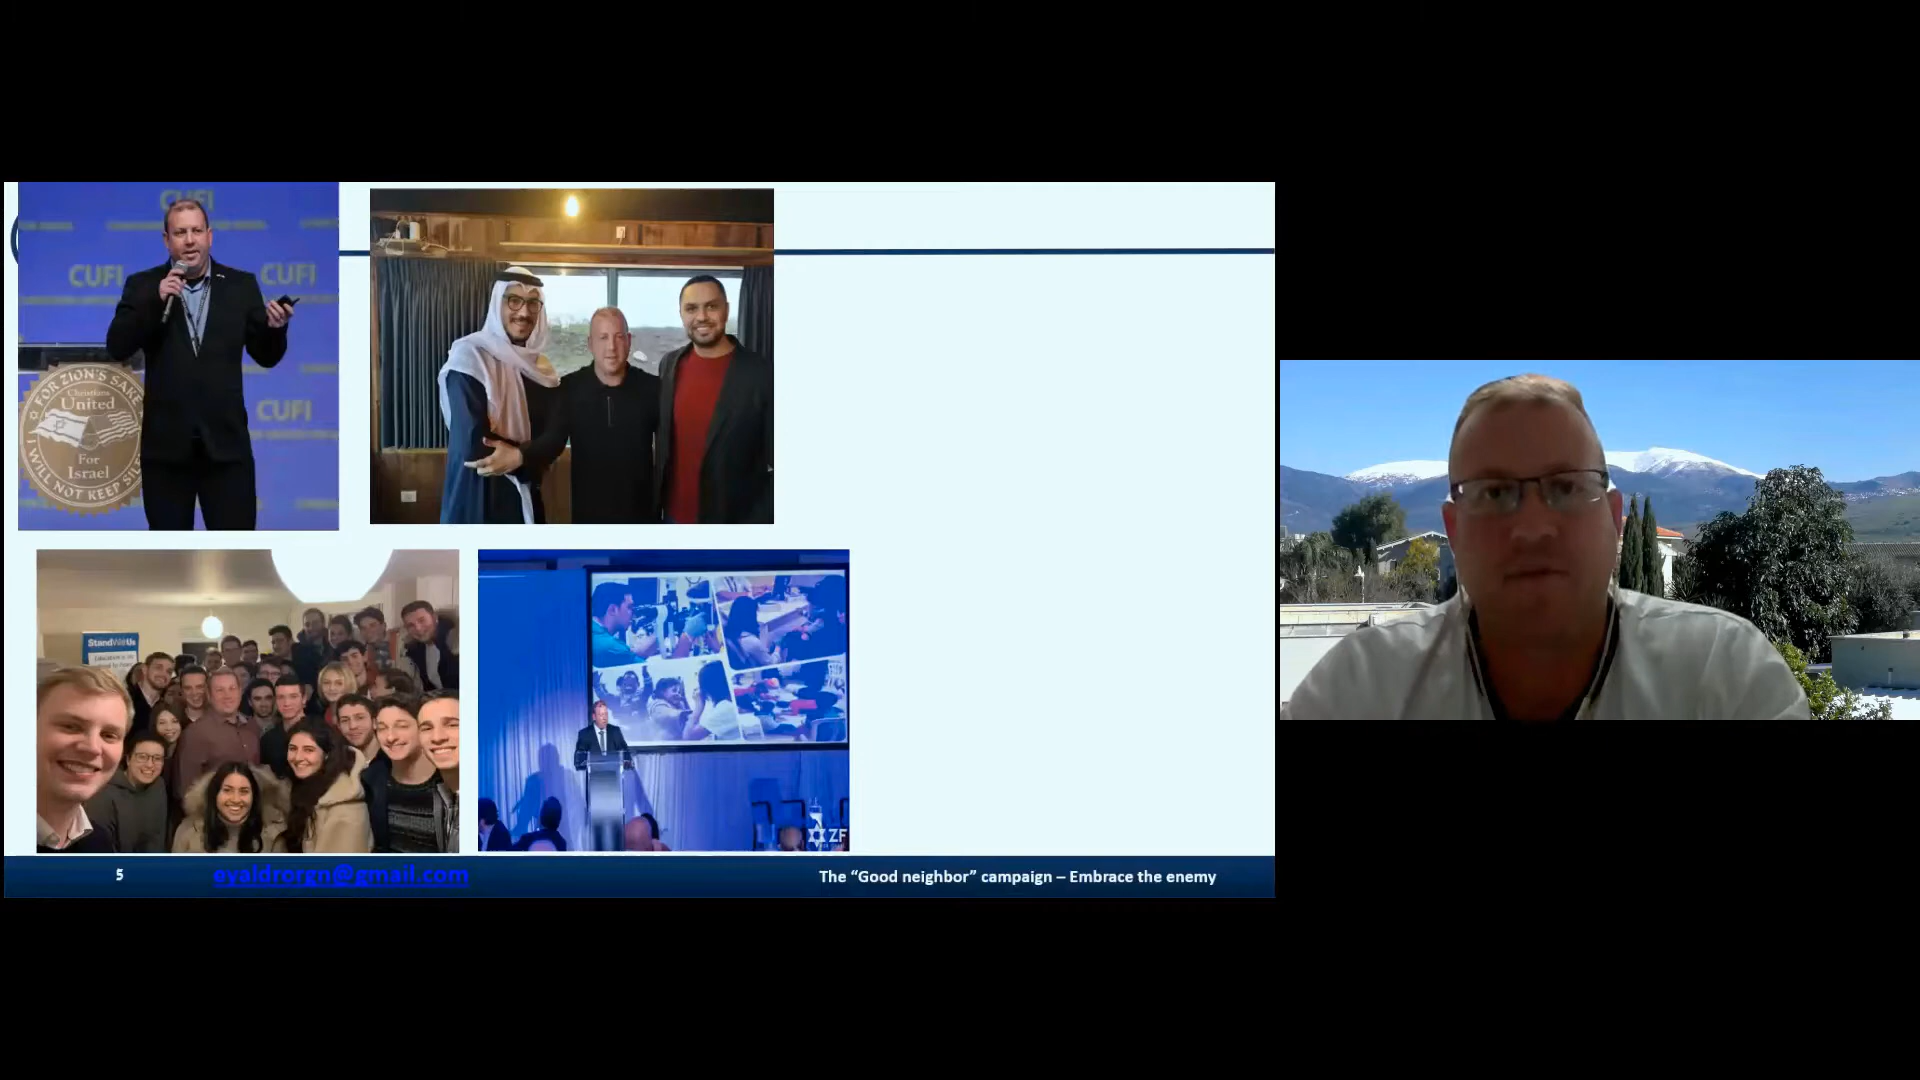 CUFI
CUFI
CUFI
CUFI
FOR ZION'S SAKE
Christians
United
For
Israel
I WILL NOT KEEP
StandWithUs
ZF
5
eyaldrorgn@gmail.com
The “Good neighbor” campaign – Embrace the enemy